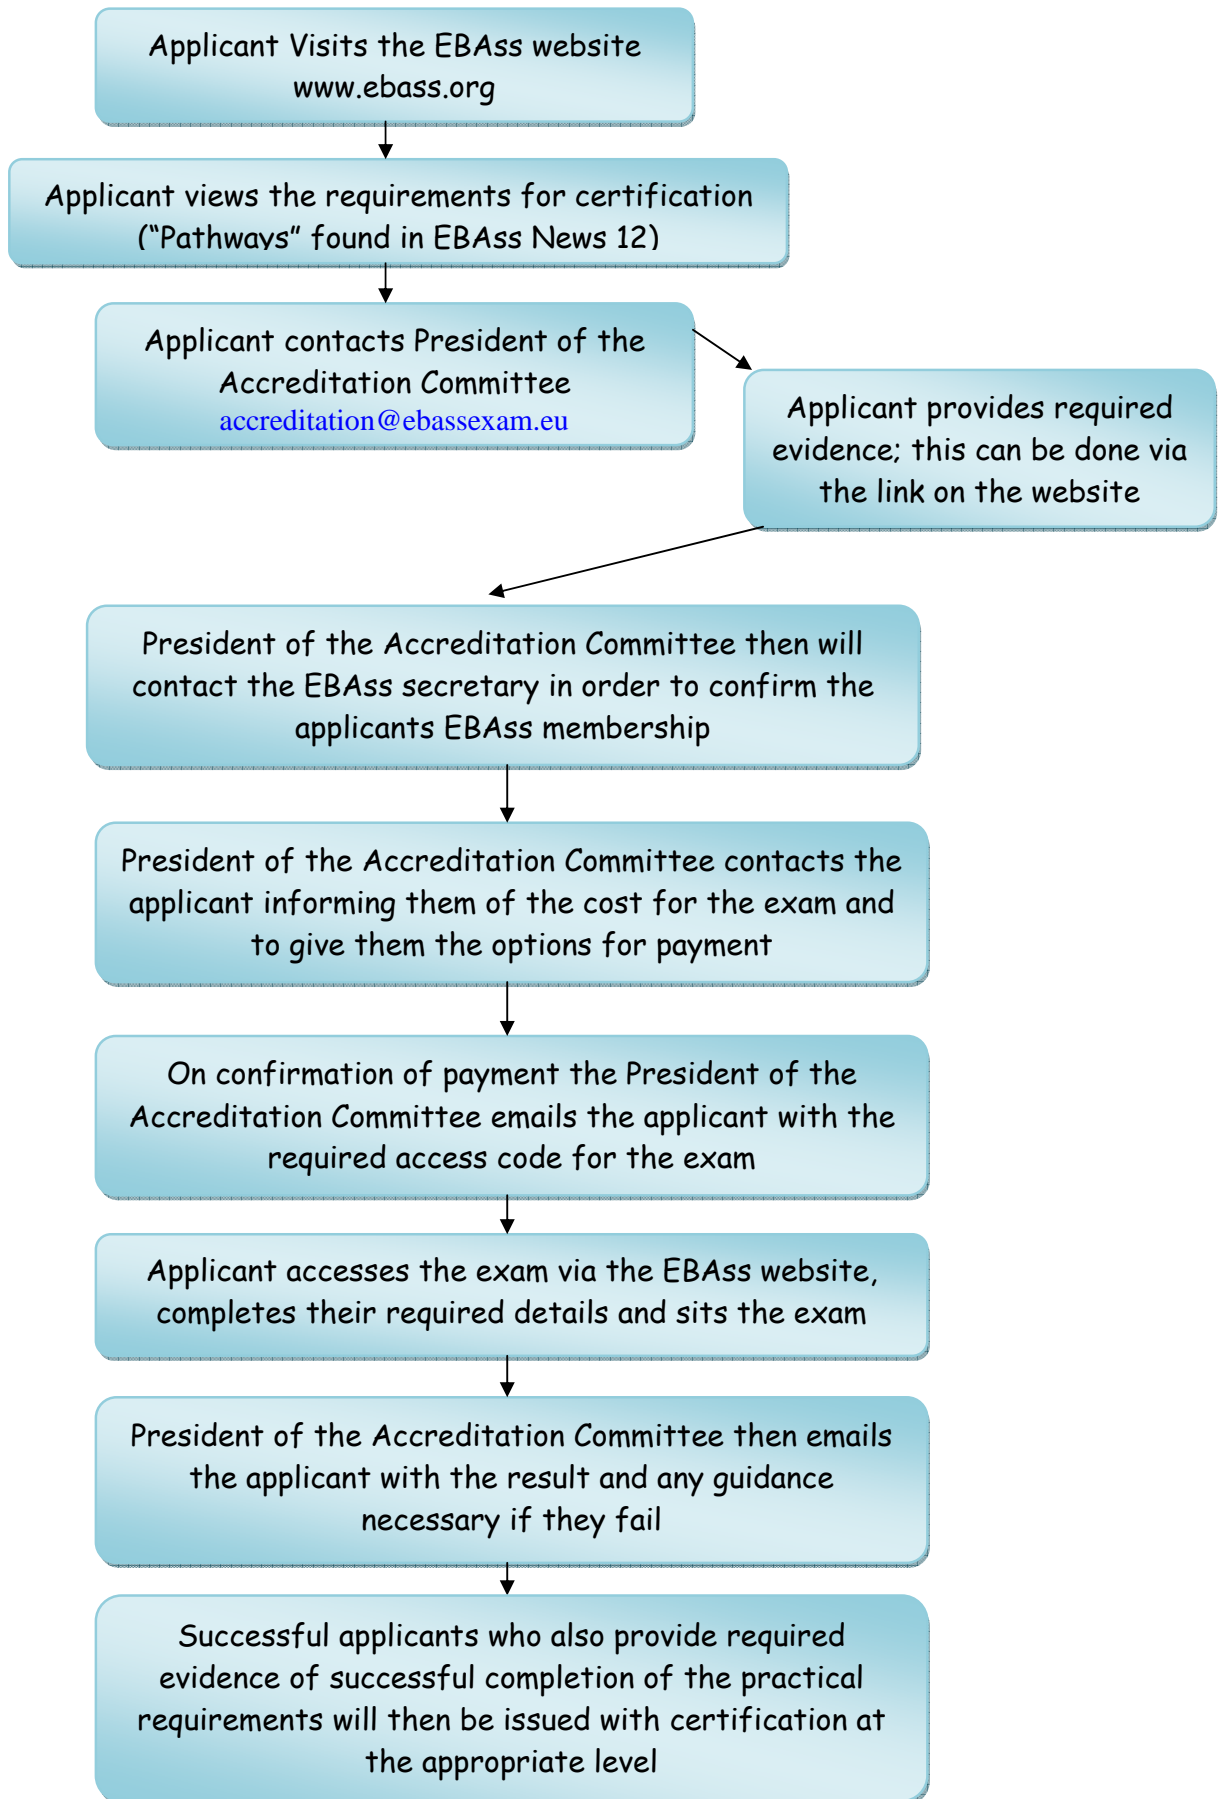 Applicant Visits the EBAss website
www.ebass.org
Applicant views the requirements for certification
("Pathways" found in EBAss News 12)
Applicant contacts President of the
Accreditation Committee
accreditation@ebassexam.eu
Applicant provides required
evidence; this can be done via
the link on the website
President of the Accreditation Committee then will
contact the EBAss secretary in order to confirm the
applicants EBAss membership
President of the Accreditation Committee contacts the
applicant informing them of the cost for the exam and
to give them the options for payment
On confirmation of payment the President of the
Accreditation Committee emails the applicant with the
required access code for the exam
Applicant accesses the exam via the EBAss website,
completes their required details and sits the exam
President of the Accreditation Committee then emails
the applicant with the result and any guidance
necessary if they fail
Successful applicants who also provide required
evidence of successful completion of the practical
requirements will then be issued with certification at
the appropriate level